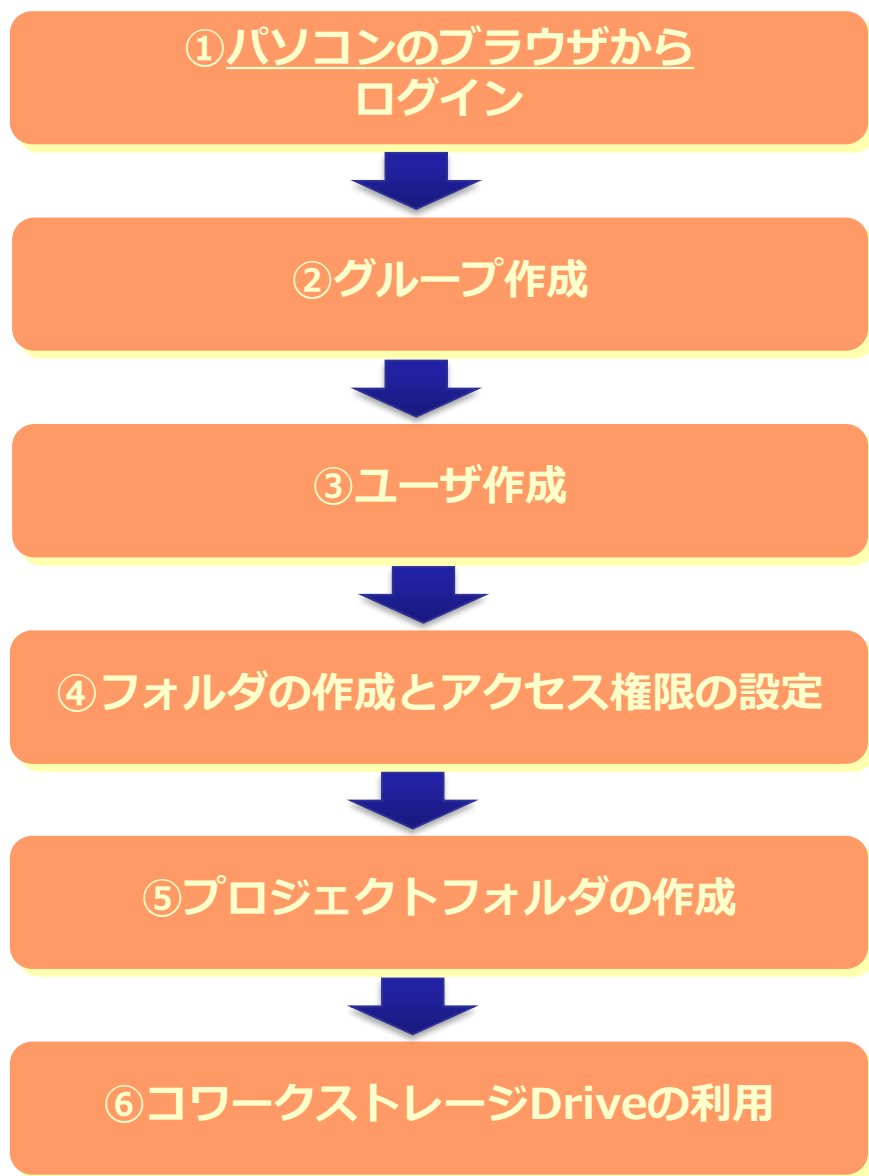 ①パソコンのブラウザから
ログイン
②グループ作成
③ユーザ作成
④フォルダの作成とアクセス権限の設定
⑤プロジェクトフォルダの作成
⑥コワークストレージDriveの利用